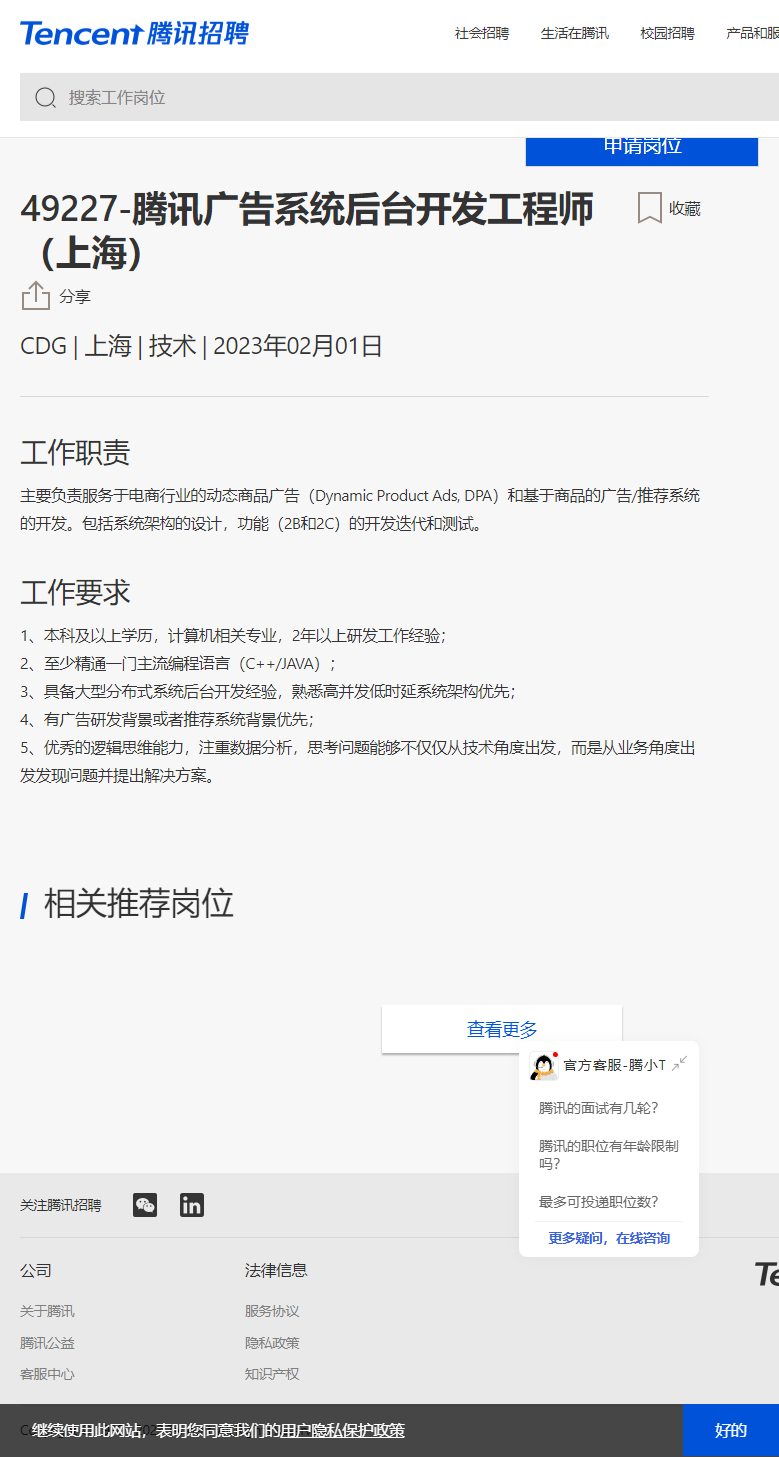 Tencent 腾讯招聘
社会招聘 生活在腾讯 校园招聘 产品和服
搜索工作岗位
申请岗位
49227-腾讯广告系统后台开发工程师
（上海）
收藏
分享
CDG | 上海 | 技术 | 2023年02月01日
工作职责
主要负责服务于电商行业的动态商品广告（Dynamic Product Ads, DPA）和基于商品的广告/推荐系统
的开发。包括系统架构的设计，功能（2B和2C）的开发迭代和测试。
工作要求
1、本科及以上学历，计算机相关专业，2年以上研发工作经验；
2、至少精通一门主流编程语言（C++/JAVA）；
3、具备大型分布式系统后台开发经验，熟悉高并发低时延系统架构优先；
4、有广告研发背景或者推荐系统背景优先；
5、优秀的逻辑思维能力，注重数据分析，思考问题能够不仅仅从技术角度出发，而是从业务角度出
发发现问题并提出解决方案。
相关推荐岗位
查看更多
官方客服-腾小T
腾讯的面试有几轮？
腾讯的职位有年龄限制
吗？
最多可投递职位数？
更多疑问，在线咨询
关注腾讯招聘
公司 法律信息
Te
关于腾讯 服务协议
腾讯公益 隐私政策
客服中心 知识产权
继续使用此网站，表明您同意我们的用户隐私保护政策
好的